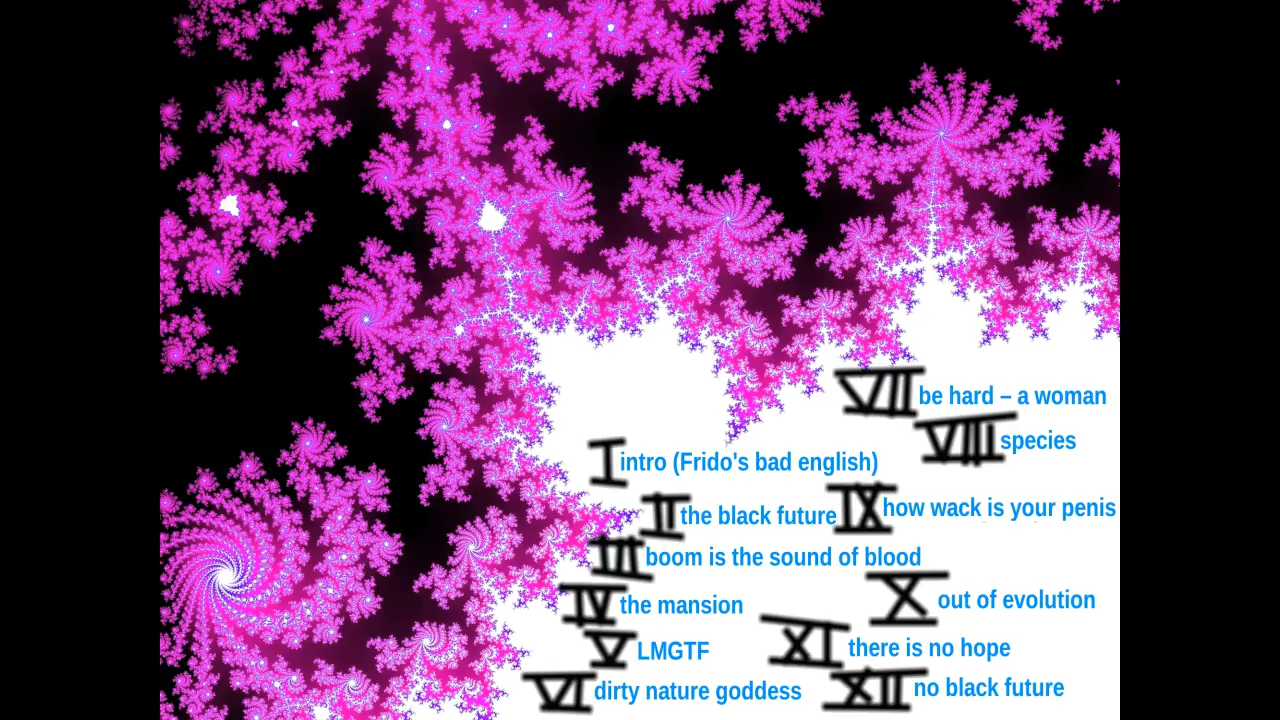 I intro (Frido's bad english)
II the black future
III boom is the sound of blood
IV the mansion
V LMGTF
VI dirty nature goddess
VII be hard – a woman
VIII species
IX how wack is your penis
X out of evolution
XI there is no hope
XII no black future